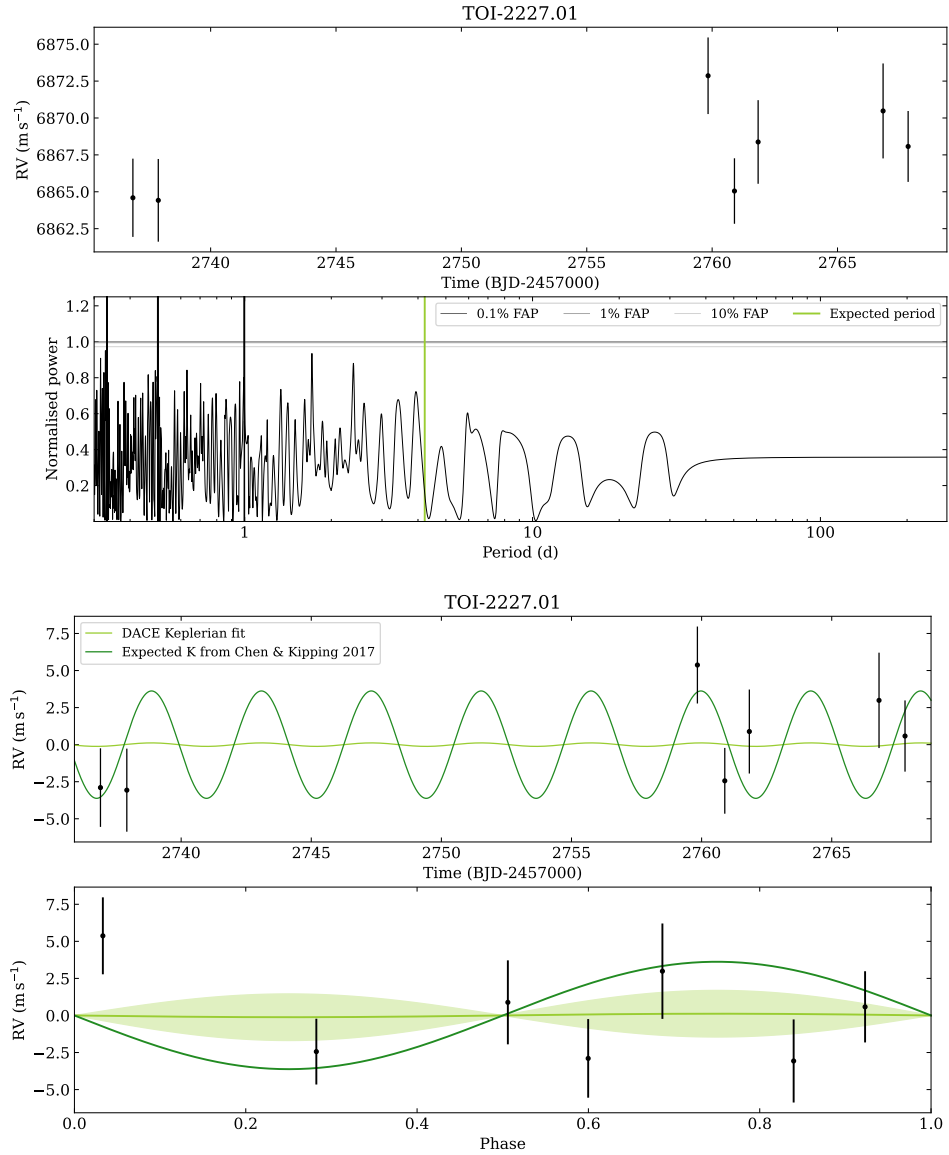 TOI-2227.01
6875.0
6872.5
6870.0
6867.5
6865.0
6862.5
RV (m s⁻¹)
2740 2745 2750 2755 2760 2765
Time (BJD-2457000)
1.2
1.0
0.8
0.6
0.4
0.2
Normalised power
0.1% FAP 1% FAP 10% FAP Expected period
1 10 100
Period (d)
TOI-2227.01
DACE Keplerian fit
Expected K from Chen & Kipping 2017
7.5
5.0
2.5
0.0
−2.5
−5.0
RV (m s⁻¹)
2740 2745 2750 2755 2760 2765
Time (BJD-2457000)
7.5
5.0
2.5
0.0
−2.5
−5.0
RV (m s⁻¹)
0.0 0.2 0.4 0.6 0.8 1.0
Phase